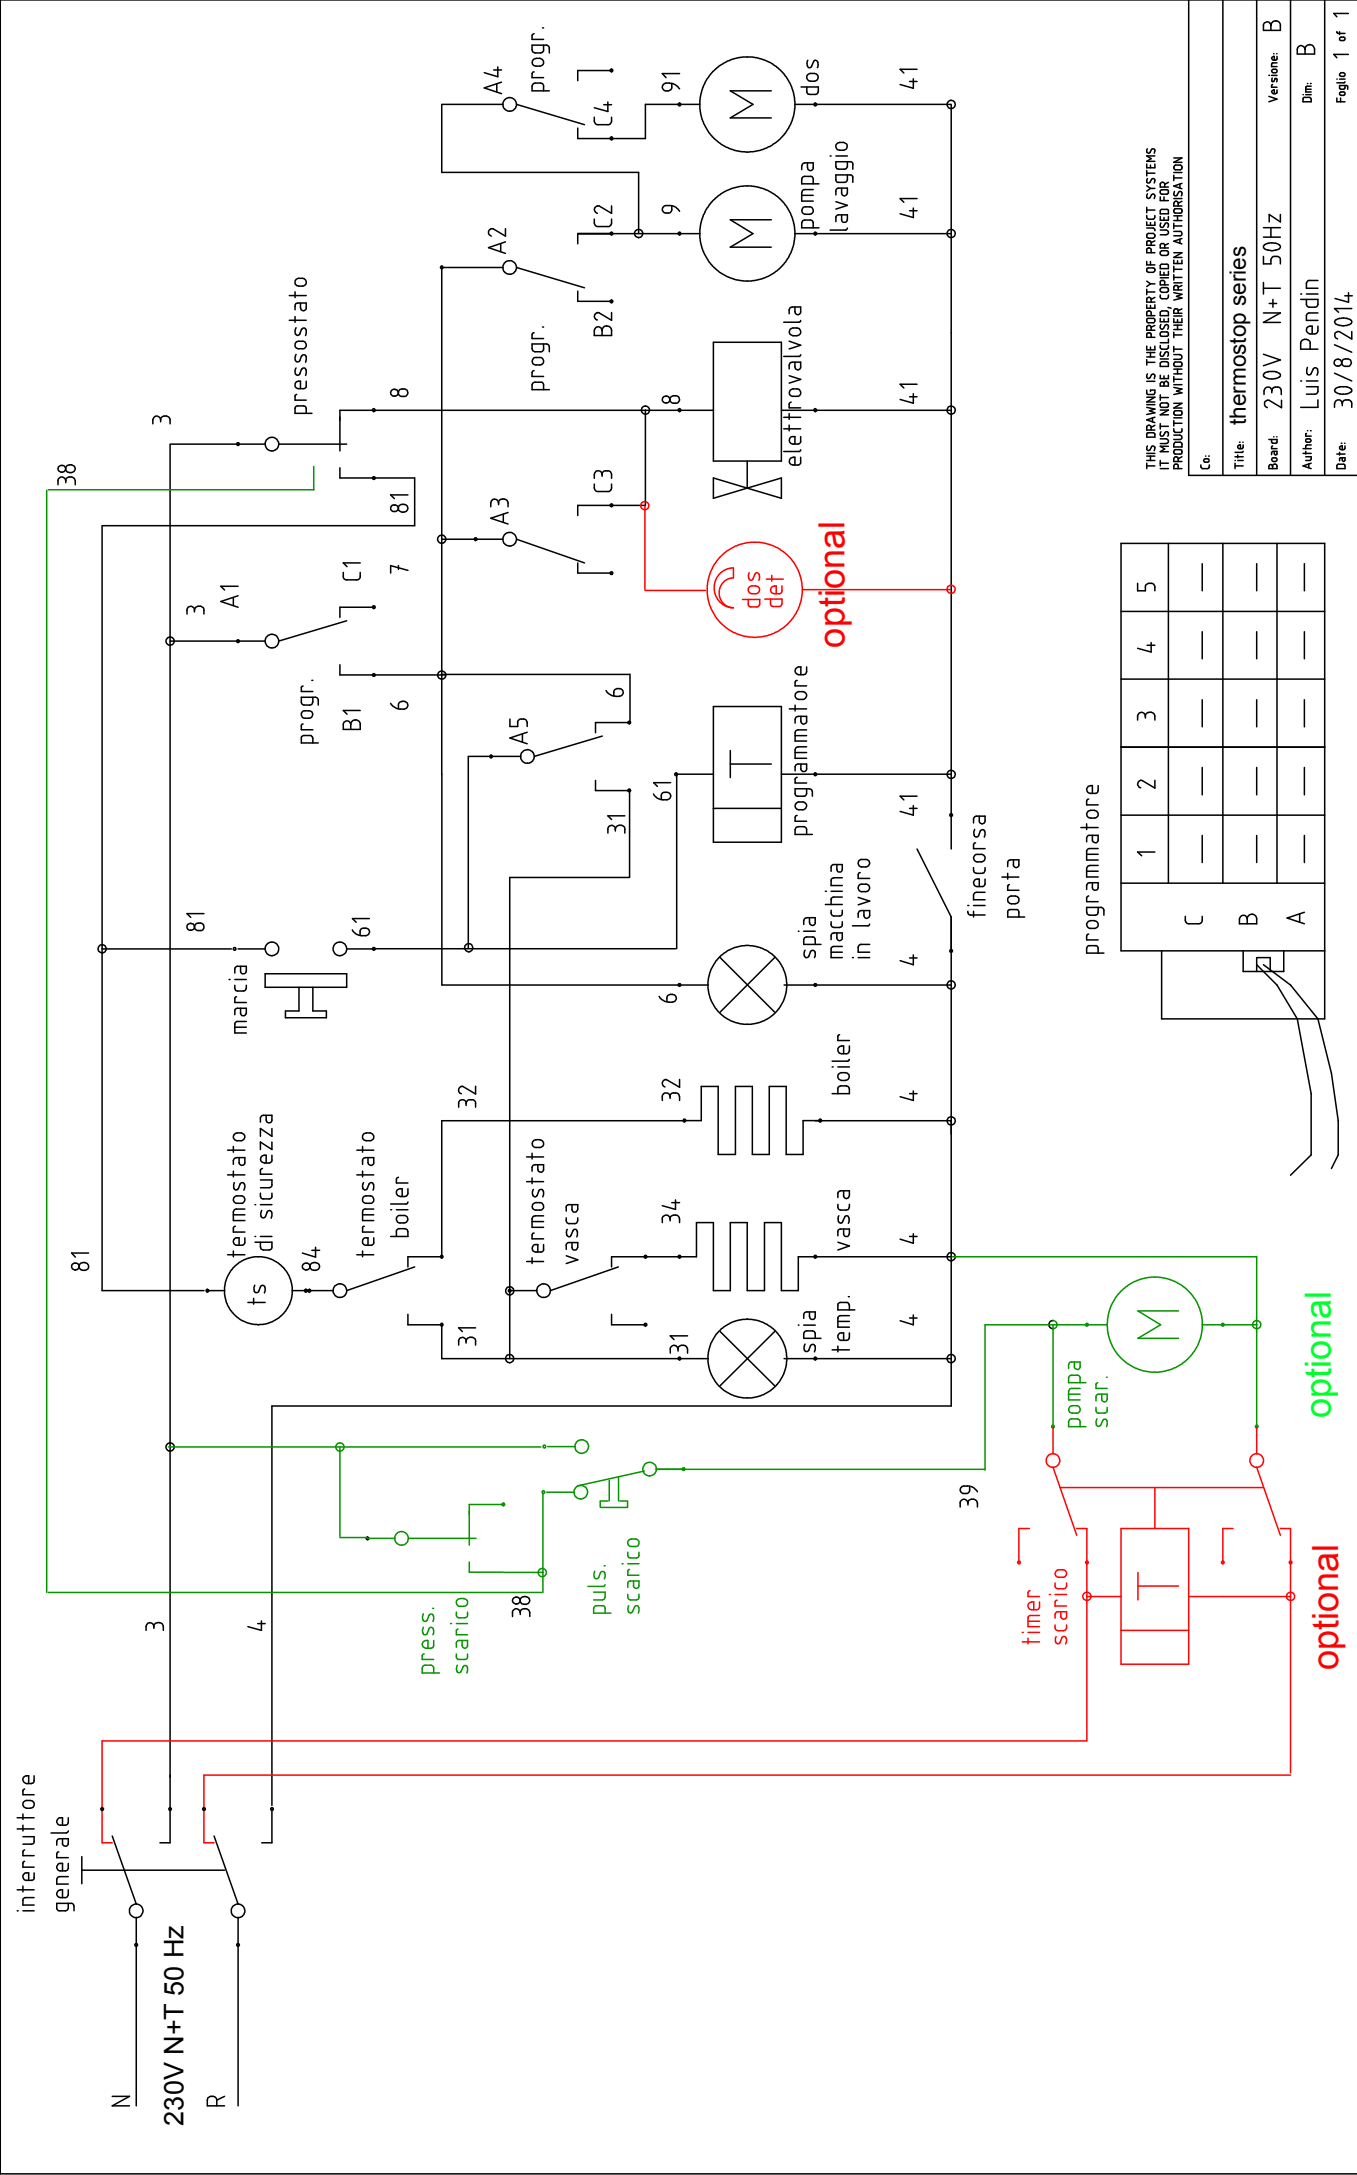 interruttore
generale
N
230V N+T 50 Hz
R
3
4
38
press.
scarico
38
puls.
scarico
39
timer
scarico
optional
pompa
scar.
M
optional
81
termostato
di sicurezza
ts
84
termostato
boiler
31
32
termostato
vasca
31
34
32
spia
temp.
vasca
boiler
4
4
4
4
marcia
81
61
6
spia
macchina
in lavoro
finecorsa
porta
41
3
A1
progr.
B1
C1
6
7
A5
6
31
61
T
programmatore
3
pressostato
81
8
A3
C3
dos
det
optional
8
elettrovalvola
41
progr.
A2
B2
C2
9
M
pompa
lavaggio
41
A4
progr.
C4
91
M
dos
41
T
programmatore
1 2 3 4 5
C — — — — —
B — — — — —
A — — — — —
THIS DRAWING IS THE PROPERTY OF PROJECT SYSTEMS
IT MUST NOT BE DISCLOSED, COPIED OR USED FOR
PRODUCTION WITHOUT THEIR WRITTEN AUTHORISATION
Co:
Title: thermostop series
Board: 230V N+T 50Hz Versione: B
Author: Luis Pendin Dim: B
Date: 30/8/2014 Foglio 1 of 1